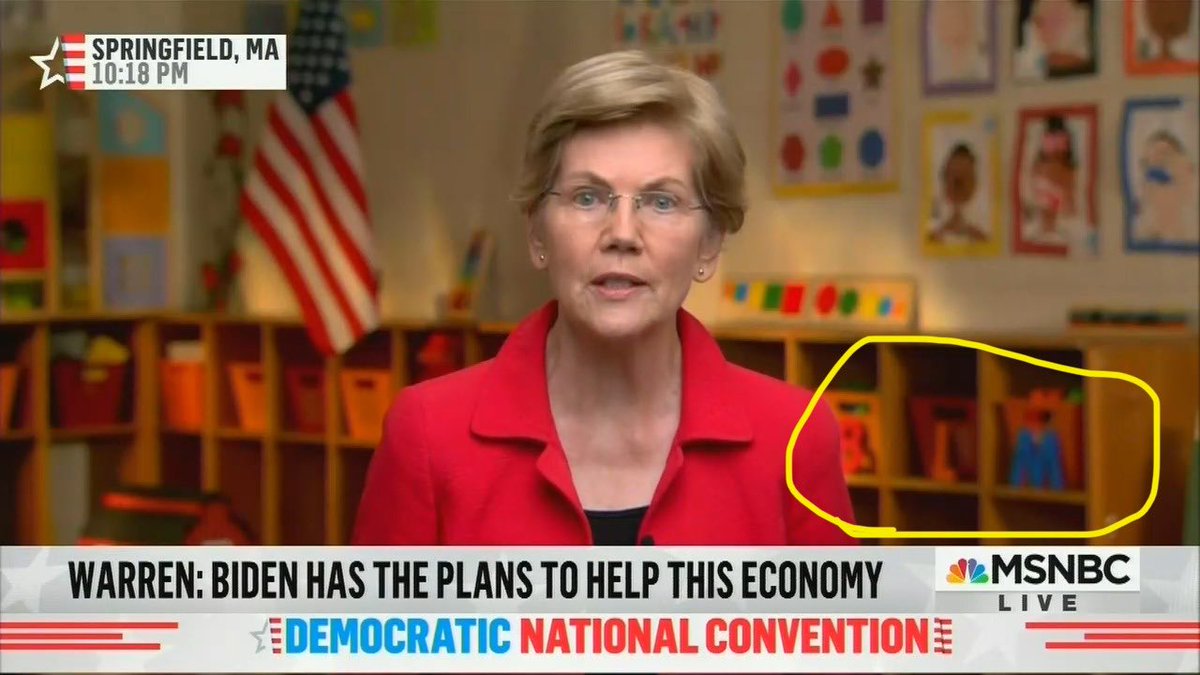 SPRINGFIELD, MA
10:18 PM
B L M
WARREN: BIDEN HAS THE PLANS TO HELP THIS ECONOMY
MSNBC
LIVE
DEMOCRATIC NATIONAL CONVENTION